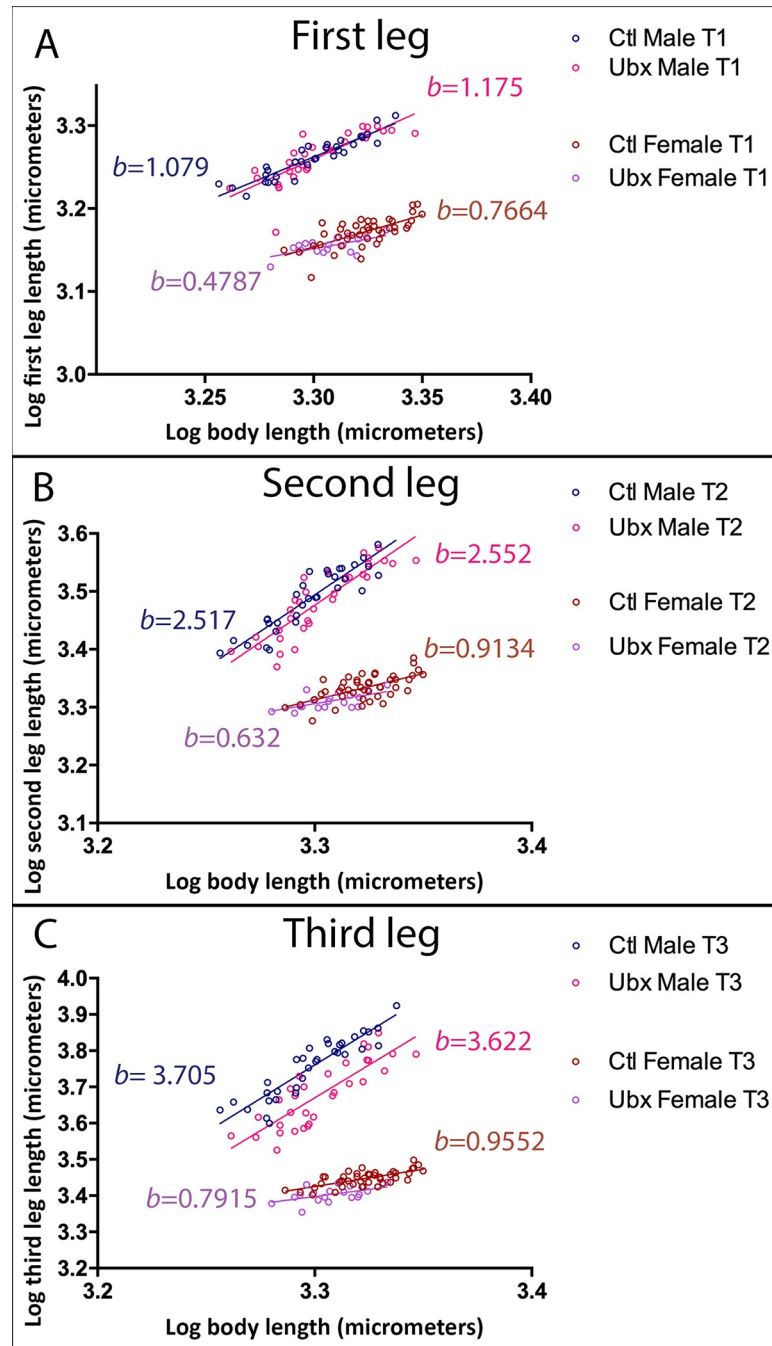 A
First leg
Ctl Male T1
Ubx Male T1
Ctl Female T1
Ubx Female T1
b=1.175
b=1.079
b=0.7664
b=0.4787
Log first leg length (micrometers)
3.3
3.2
3.1
3.0
3.25 3.30 3.35 3.40
Log body length (micrometers)
B
Second leg
Ctl Male T2
Ubx Male T2
Ctl Female T2
Ubx Female T2
b=2.552
b=2.517
b=0.9134
b=0.632
Log second leg length (micrometers)
3.6
3.5
3.4
3.3
3.2
3.1
3.2 3.3 3.4
Log body length (micrometers)
C
Third leg
Ctl Male T3
Ubx Male T3
Ctl Female T3
Ubx Female T3
b=3.622
b= 3.705
b=0.9552
b=0.7915
Log third leg length (micrometers)
4.0
3.9
3.8
3.7
3.6
3.5
3.4
3.3
3.2
3.2 3.3 3.4
Log body length (micrometers)